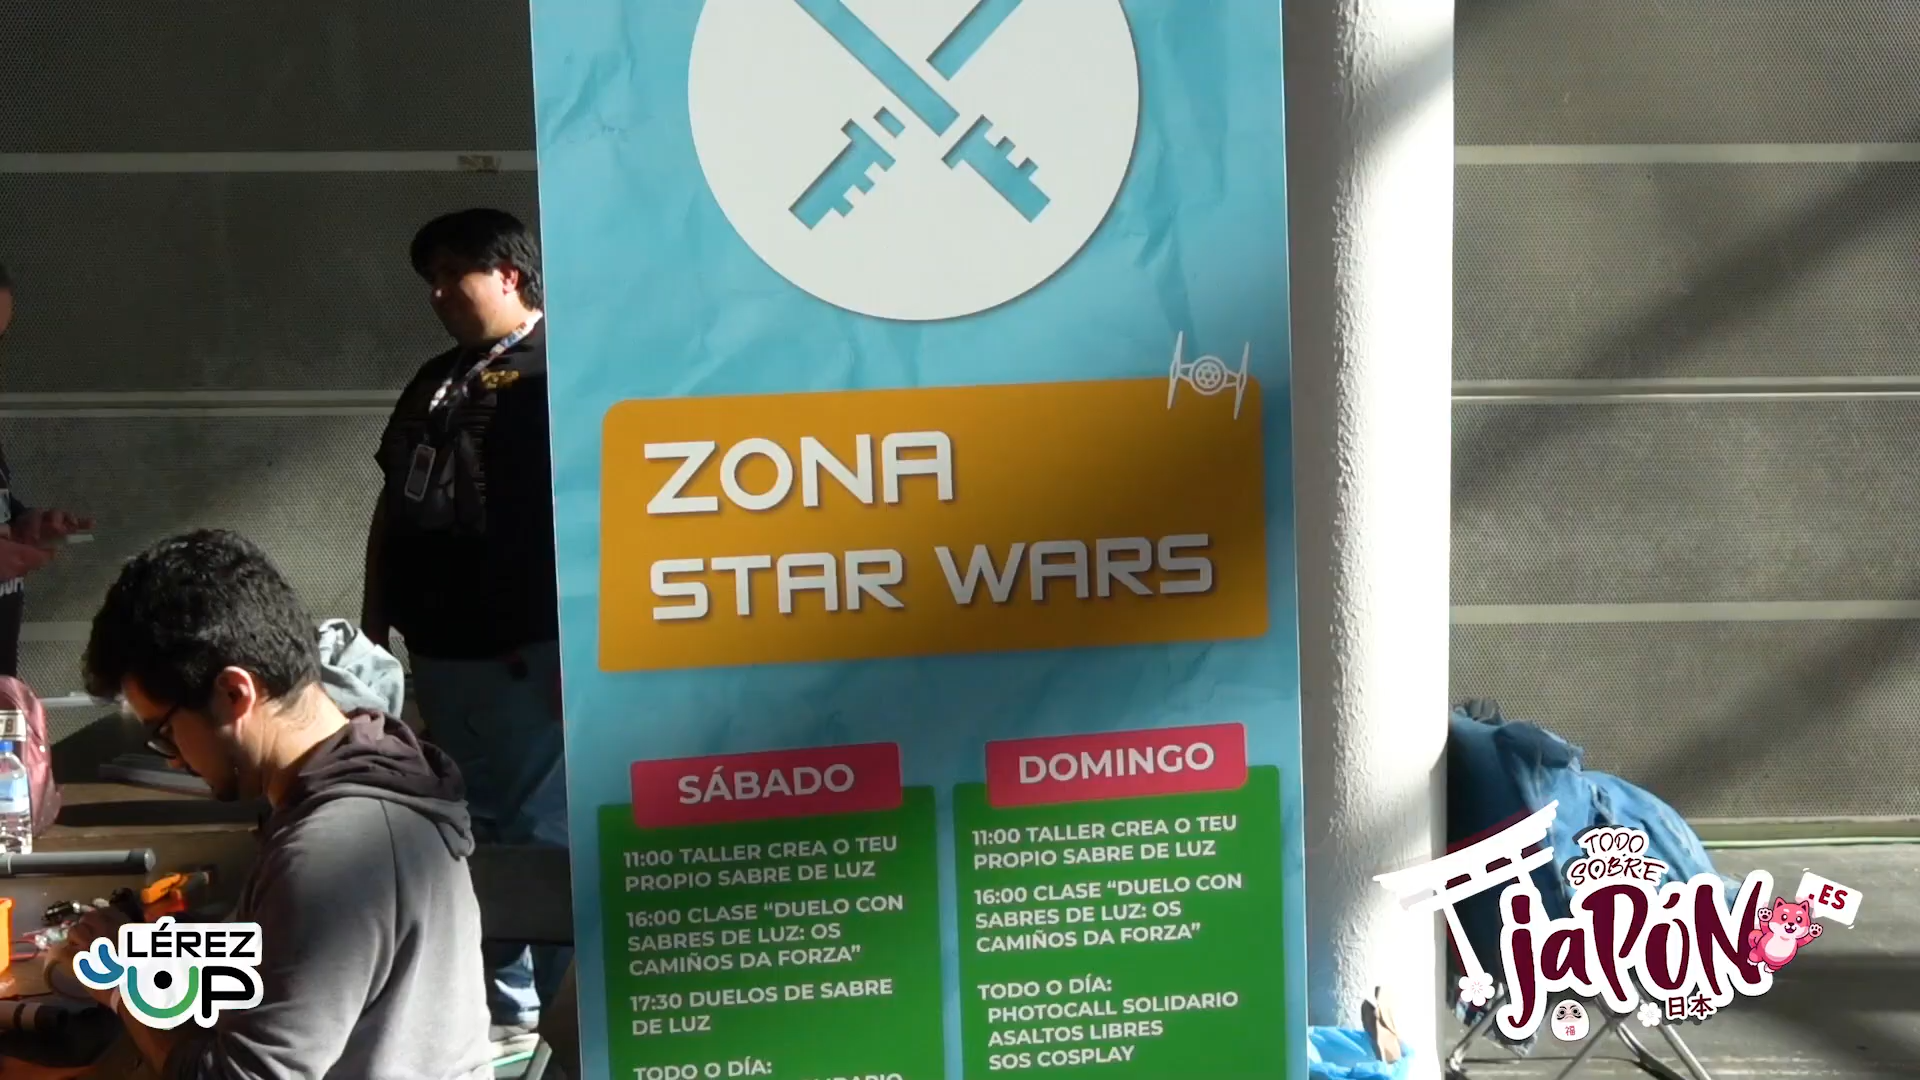 ZONA
STAR WARS
SÁBADO
11:00 TALLER CREA O TEU
PROPIO SABRE DE LUZ
16:00 CLASE “DUELO CON
SABRES DE LUZ: OS
CAMIÑOS DA FORZA”
17:30 DUELOS DE SABRE
DE LUZ
TODO O DÍA:
DOMINGO
11:00 TALLER CREA O TEU
PROPIO SABRE DE LUZ
16:00 CLASE “DUELO CON
SABRES DE LUZ: OS
CAMIÑOS DA FORZA”
TODO O DÍA:
PHOTOCALL SOLIDARIO
ASALTOS LIBRES
SOS COSPLAY
LÉREZ
UP
TODO
SOBRE
jaPÓN
.ES
日本
福